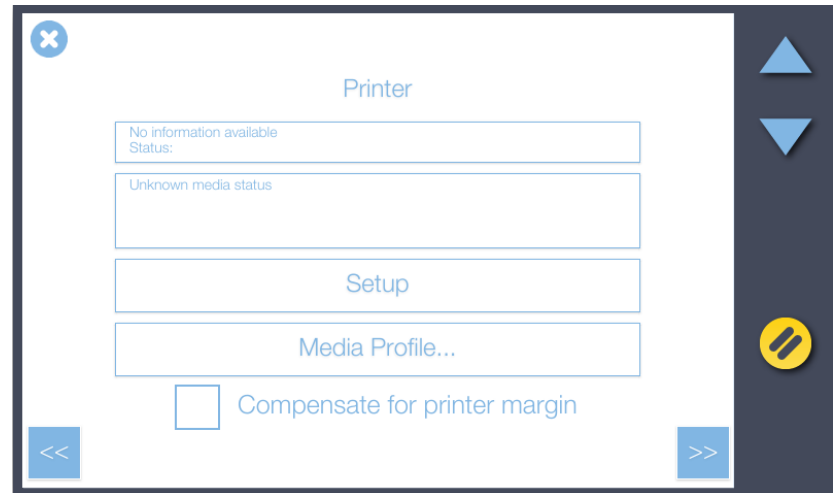 Printer
No information available
Status:
Unknown media status
Setup
Media Profile...
Compensate for printer margin
<<
>>